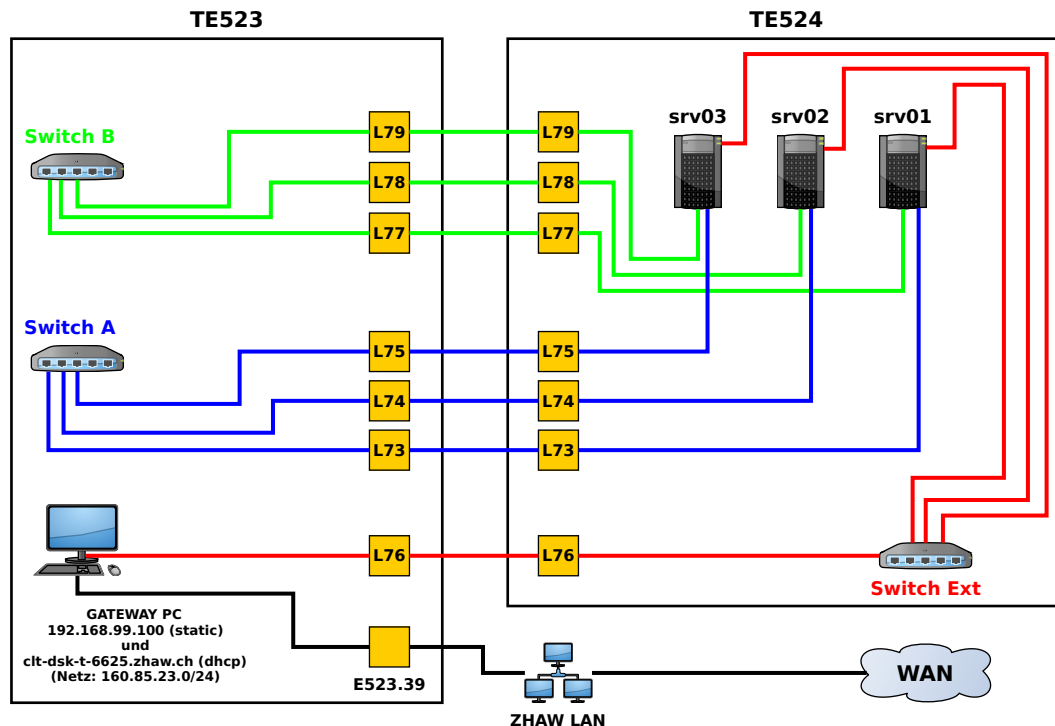 TE523
TE524
Switch B
L79
L79
srv03
srv02
srv01
L78
L78
L77
L77
Switch A
L75
L75
L74
L74
L73
L73
L76
L76
Switch Ext
GATEWAY PC
192.168.99.100 (static)
und
clt-dsk-t-6625.zhaw.ch (dhcp)
(Netz: 160.85.23.0/24)
E523.39
ZHAW LAN
WAN